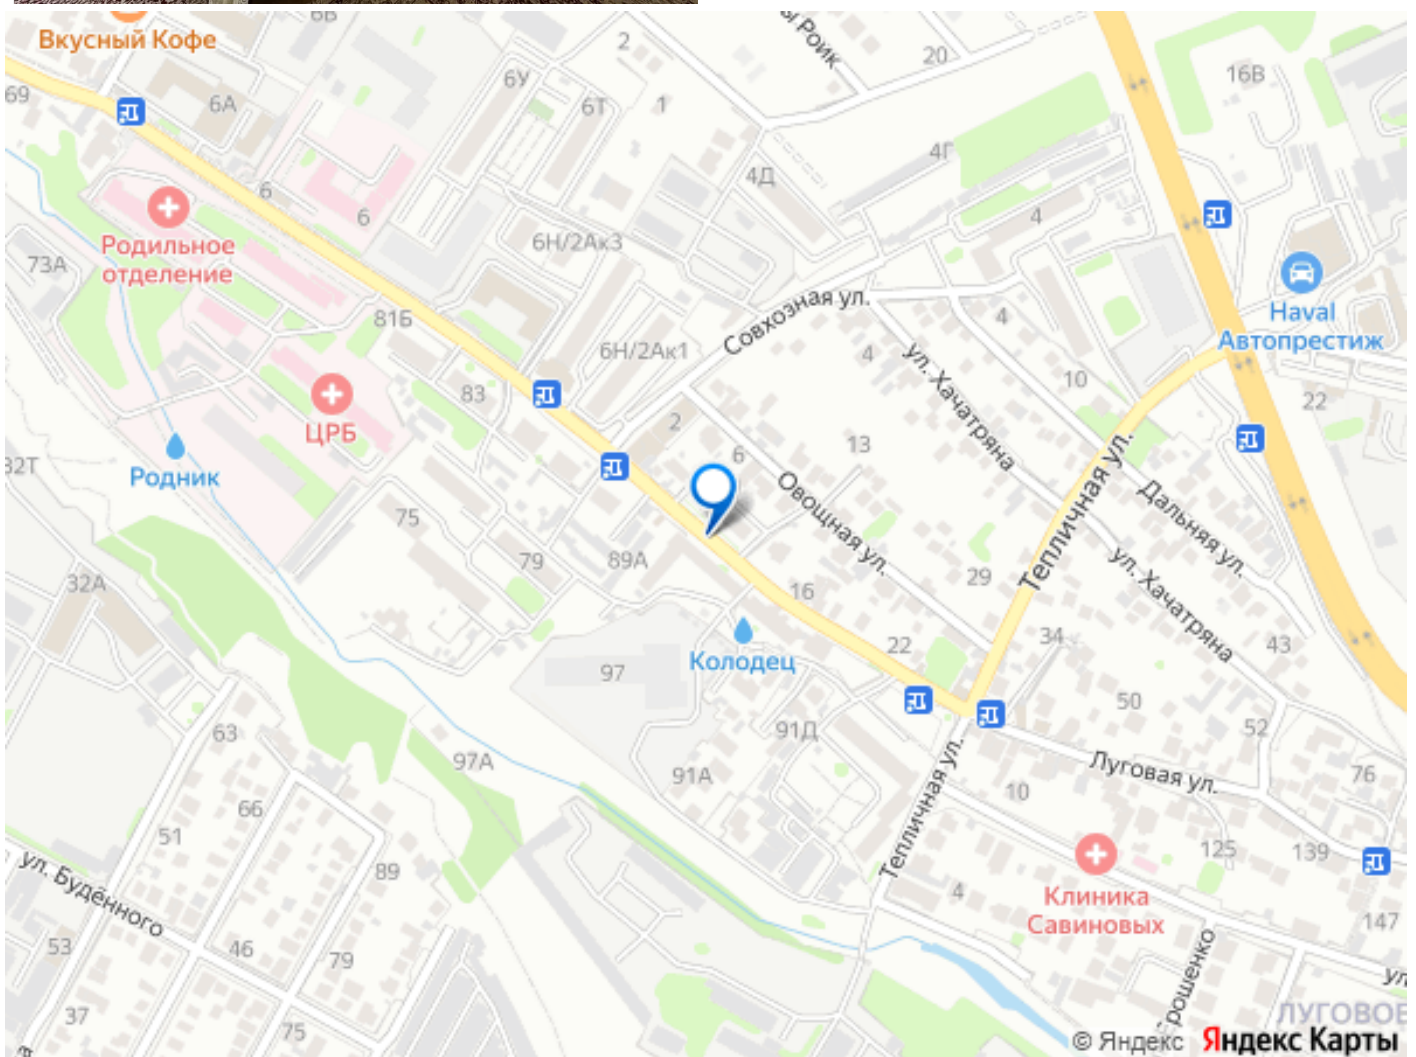 Вкусный Кофе
6В
2
ы Роик
20
16В
69
6А
6У
6Т
1
4Г
4Д
4
6
6
Родильное
отделение
73А
6Н/2Ак3
81Б
Совхозная ул.
Haval
Автопрестиж
4
4
6Н/2Ак1
ул. Хачатряна
10
22
83
ЦРБ
2
6
13
32Т
Родник
Овощная ул.
Тепличная ул.
Дальняя ул.
75
79
89А
29
ул. Хачатряна
32А
16
34
43
22
Колодец
97
50
52
91Д
63
97А
91А
Тепличная ул.
Луговая ул.
76
10
66
51
125
139
89
ул. Будённого
4
Клиника
Савиновых
147
53
46
79
ул
Ерошенко
37
75
ЛУГОВОЕ
© Яндекс Яндекс Карты